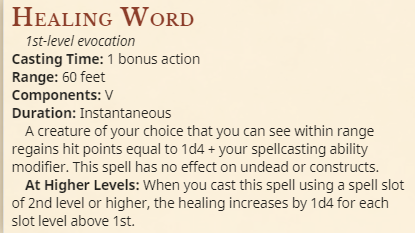 Healing Word
1st-level evocation
Casting Time: 1 bonus action
Range: 60 feet
Components: V
Duration: Instantaneous
A creature of your choice that you can see within range
regains hit points equal to 1d4 + your spellcasting ability
modifier. This spell has no effect on undead or constructs.
At Higher Levels: When you cast this spell using a spell slot
of 2nd level or higher, the healing increases by 1d4 for each
slot level above 1st.